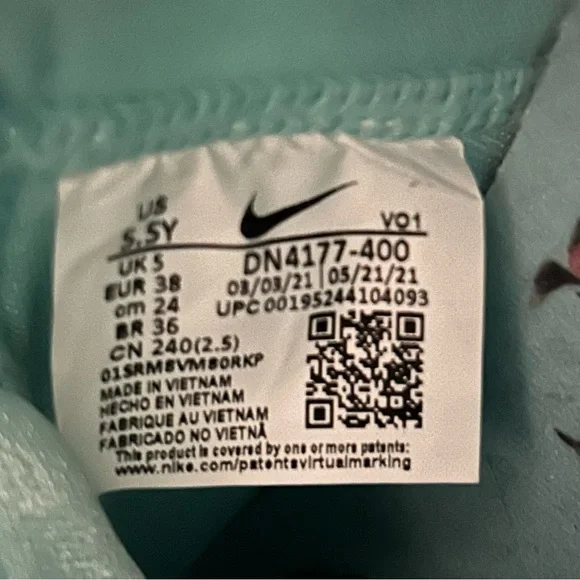 US
5.5Y
VO1
UK 5
DN4177-400
EUR 38
03/03/21 | 05/21/21
cm 24
UPC 00195244104093
BR 36
CN 240(2.5)
01SRM8VM80RKP
MADE IN VIETNAM
HECHO EN VIETNAM
FABRIQUE AU VIETNAM
FABRICADO NO VIETNÃ
This product is covered by one or more patents:
www.nike.com/patentsvirtualmarking